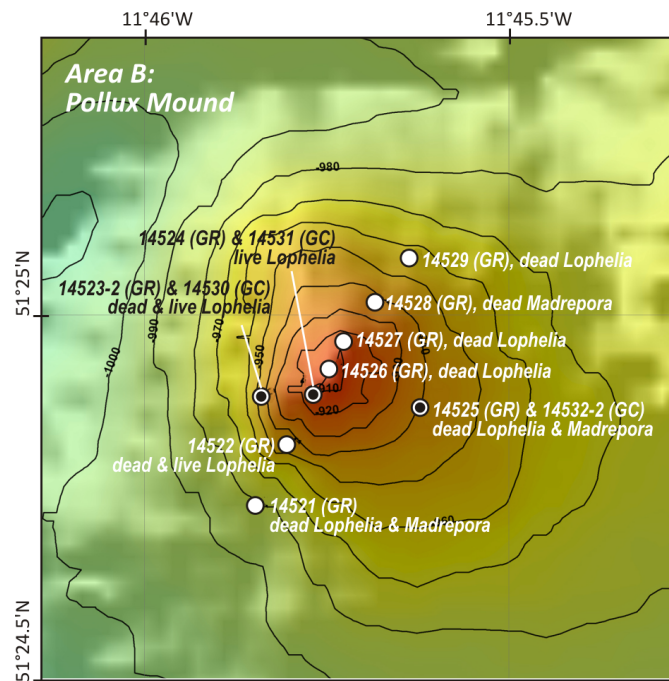 11°46'W
11°45.5'W
Area B:
Pollux Mound
-980
14524 (GR) & 14531 (GC)
live Lophelia
14529 (GR), dead Lophelia
51°25'N
14523-2 (GR) & 14530 (GC)
dead & live Lophelia
14528 (GR), dead Madrepora
-990
-970
-950
-1000
14527 (GR), dead Lophelia
14526 (GR), dead Lophelia
-910
-920
14525 (GR) & 14532-2 (GC)
dead Lophelia & Madrepora
14522 (GR)
dead & live Lophelia
14521 (GR)
dead Lophelia & Madrepora
51°24.5'N